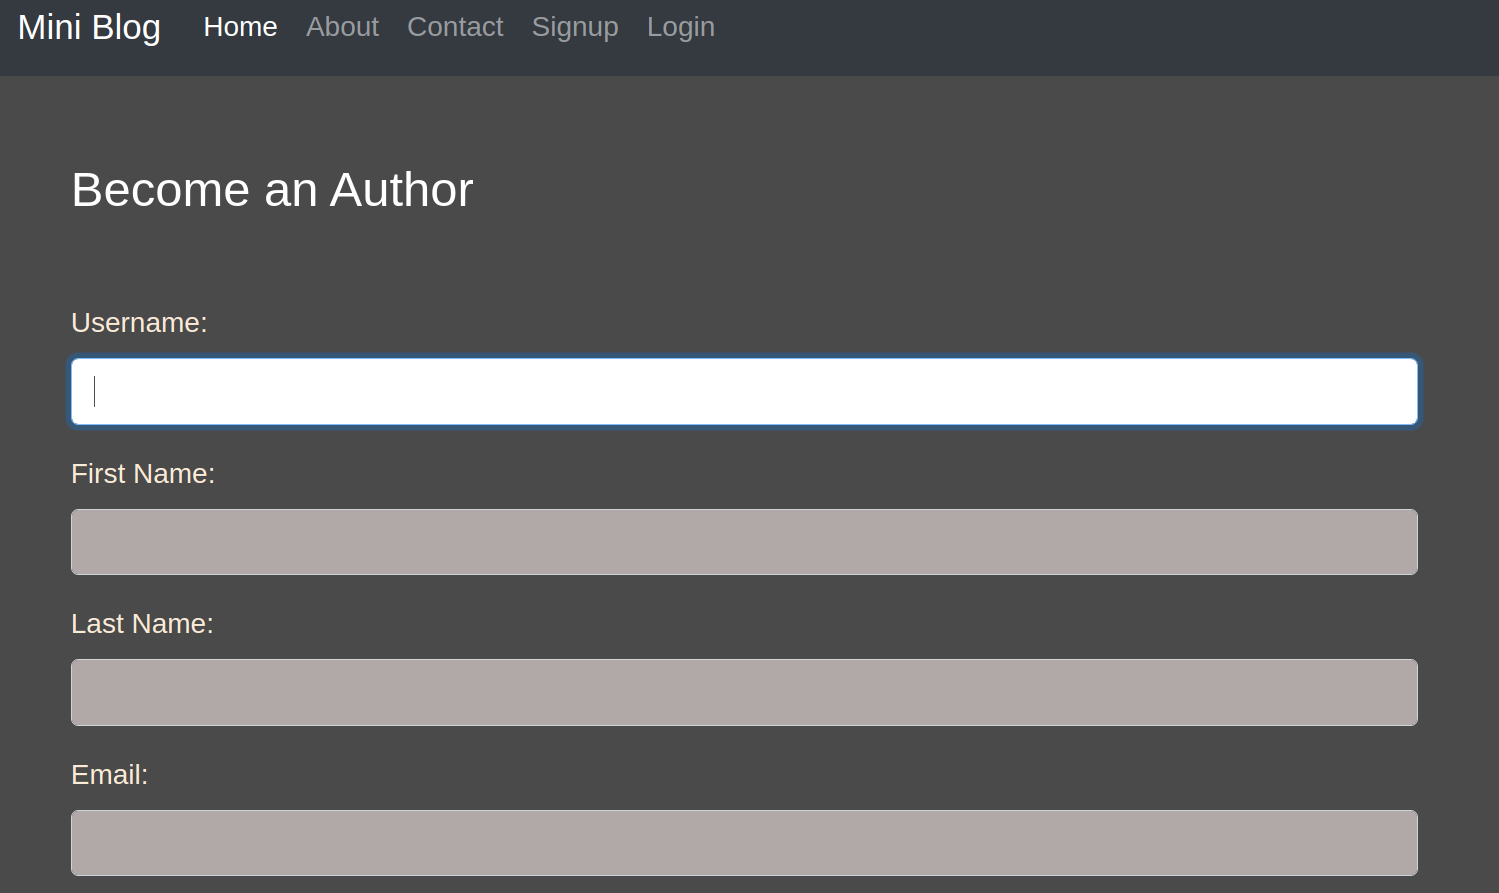 Mini Blog Home About Contact Signup Login
Become an Author
Username:
First Name:
Last Name:
Email: